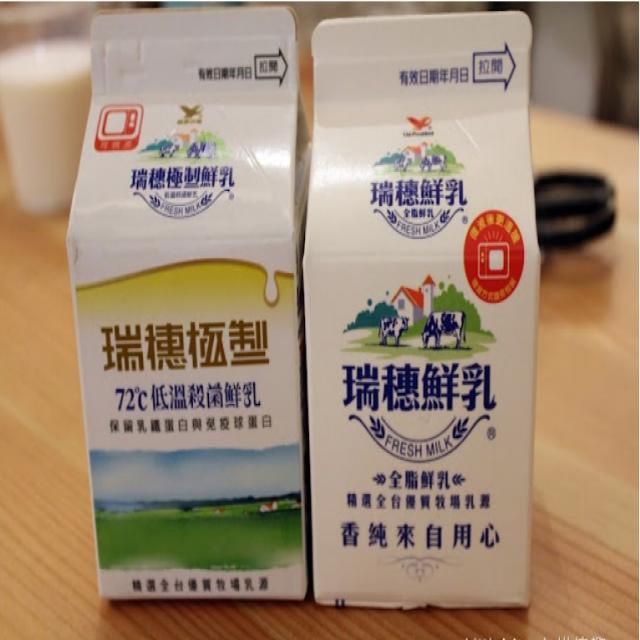 有效日期年月日
拉開
瑞穗極製鮮乳
FRESH MILK
瑞穗極製
72℃低溫殺菌鮮乳
保留乳鐵蛋白與免疫球蛋白
精選全台優質牧場乳源
有效日期年月日
拉開
瑞穗鮮乳
全脂鮮乳
FRESH MILK
®
瑞穗鮮乳
FRESH MILK
®
全脂鮮乳
精選全台優質牧場乳源
香純來自用心